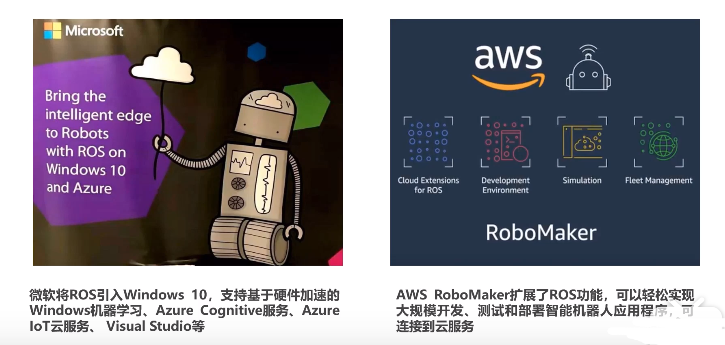 Microsoft
Bring the
intelligent edge
to Robots
with ROS on
Windows 10
and Azure
aws
Cloud Extensions
for ROS
Development
Environment
Simulation
Fleet Management
RoboMaker
微软将ROS引入Windows 10，支持基于硬件加速的
Windows机器学习、Azure Cognitive服务、Azure
IoT云服务、 Visual Studio等
AWS RoboMaker扩展了ROS功能，可以轻松实现
大规模开发、测试和部署智能机器人应用程序，可
连接到云服务